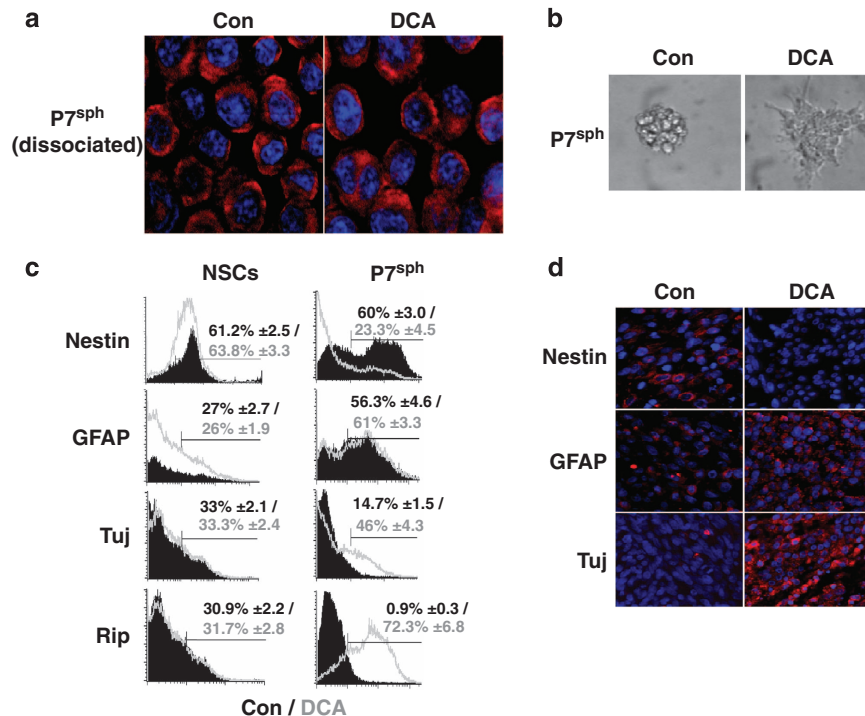 a
Con DCA
P7sph
(dissociated)
b
Con DCA
P7sph
c
NSCs P7sph
Nestin
61.2% ±2.5 /
63.8% ±3.3
60% ±3.0 /
23.3% ±4.5
GFAP
27% ±2.7 /
26% ±1.9
56.3% ±4.6 /
61% ±3.3
Tuj
33% ±2.1 /
33.3% ±2.4
14.7% ±1.5 /
46% ±4.3
Rip
30.9% ±2.2 /
31.7% ±2.8
0.9% ±0.3 /
72.3% ±6.8
Con / DCA
d
Con DCA
Nestin
GFAP
Tuj